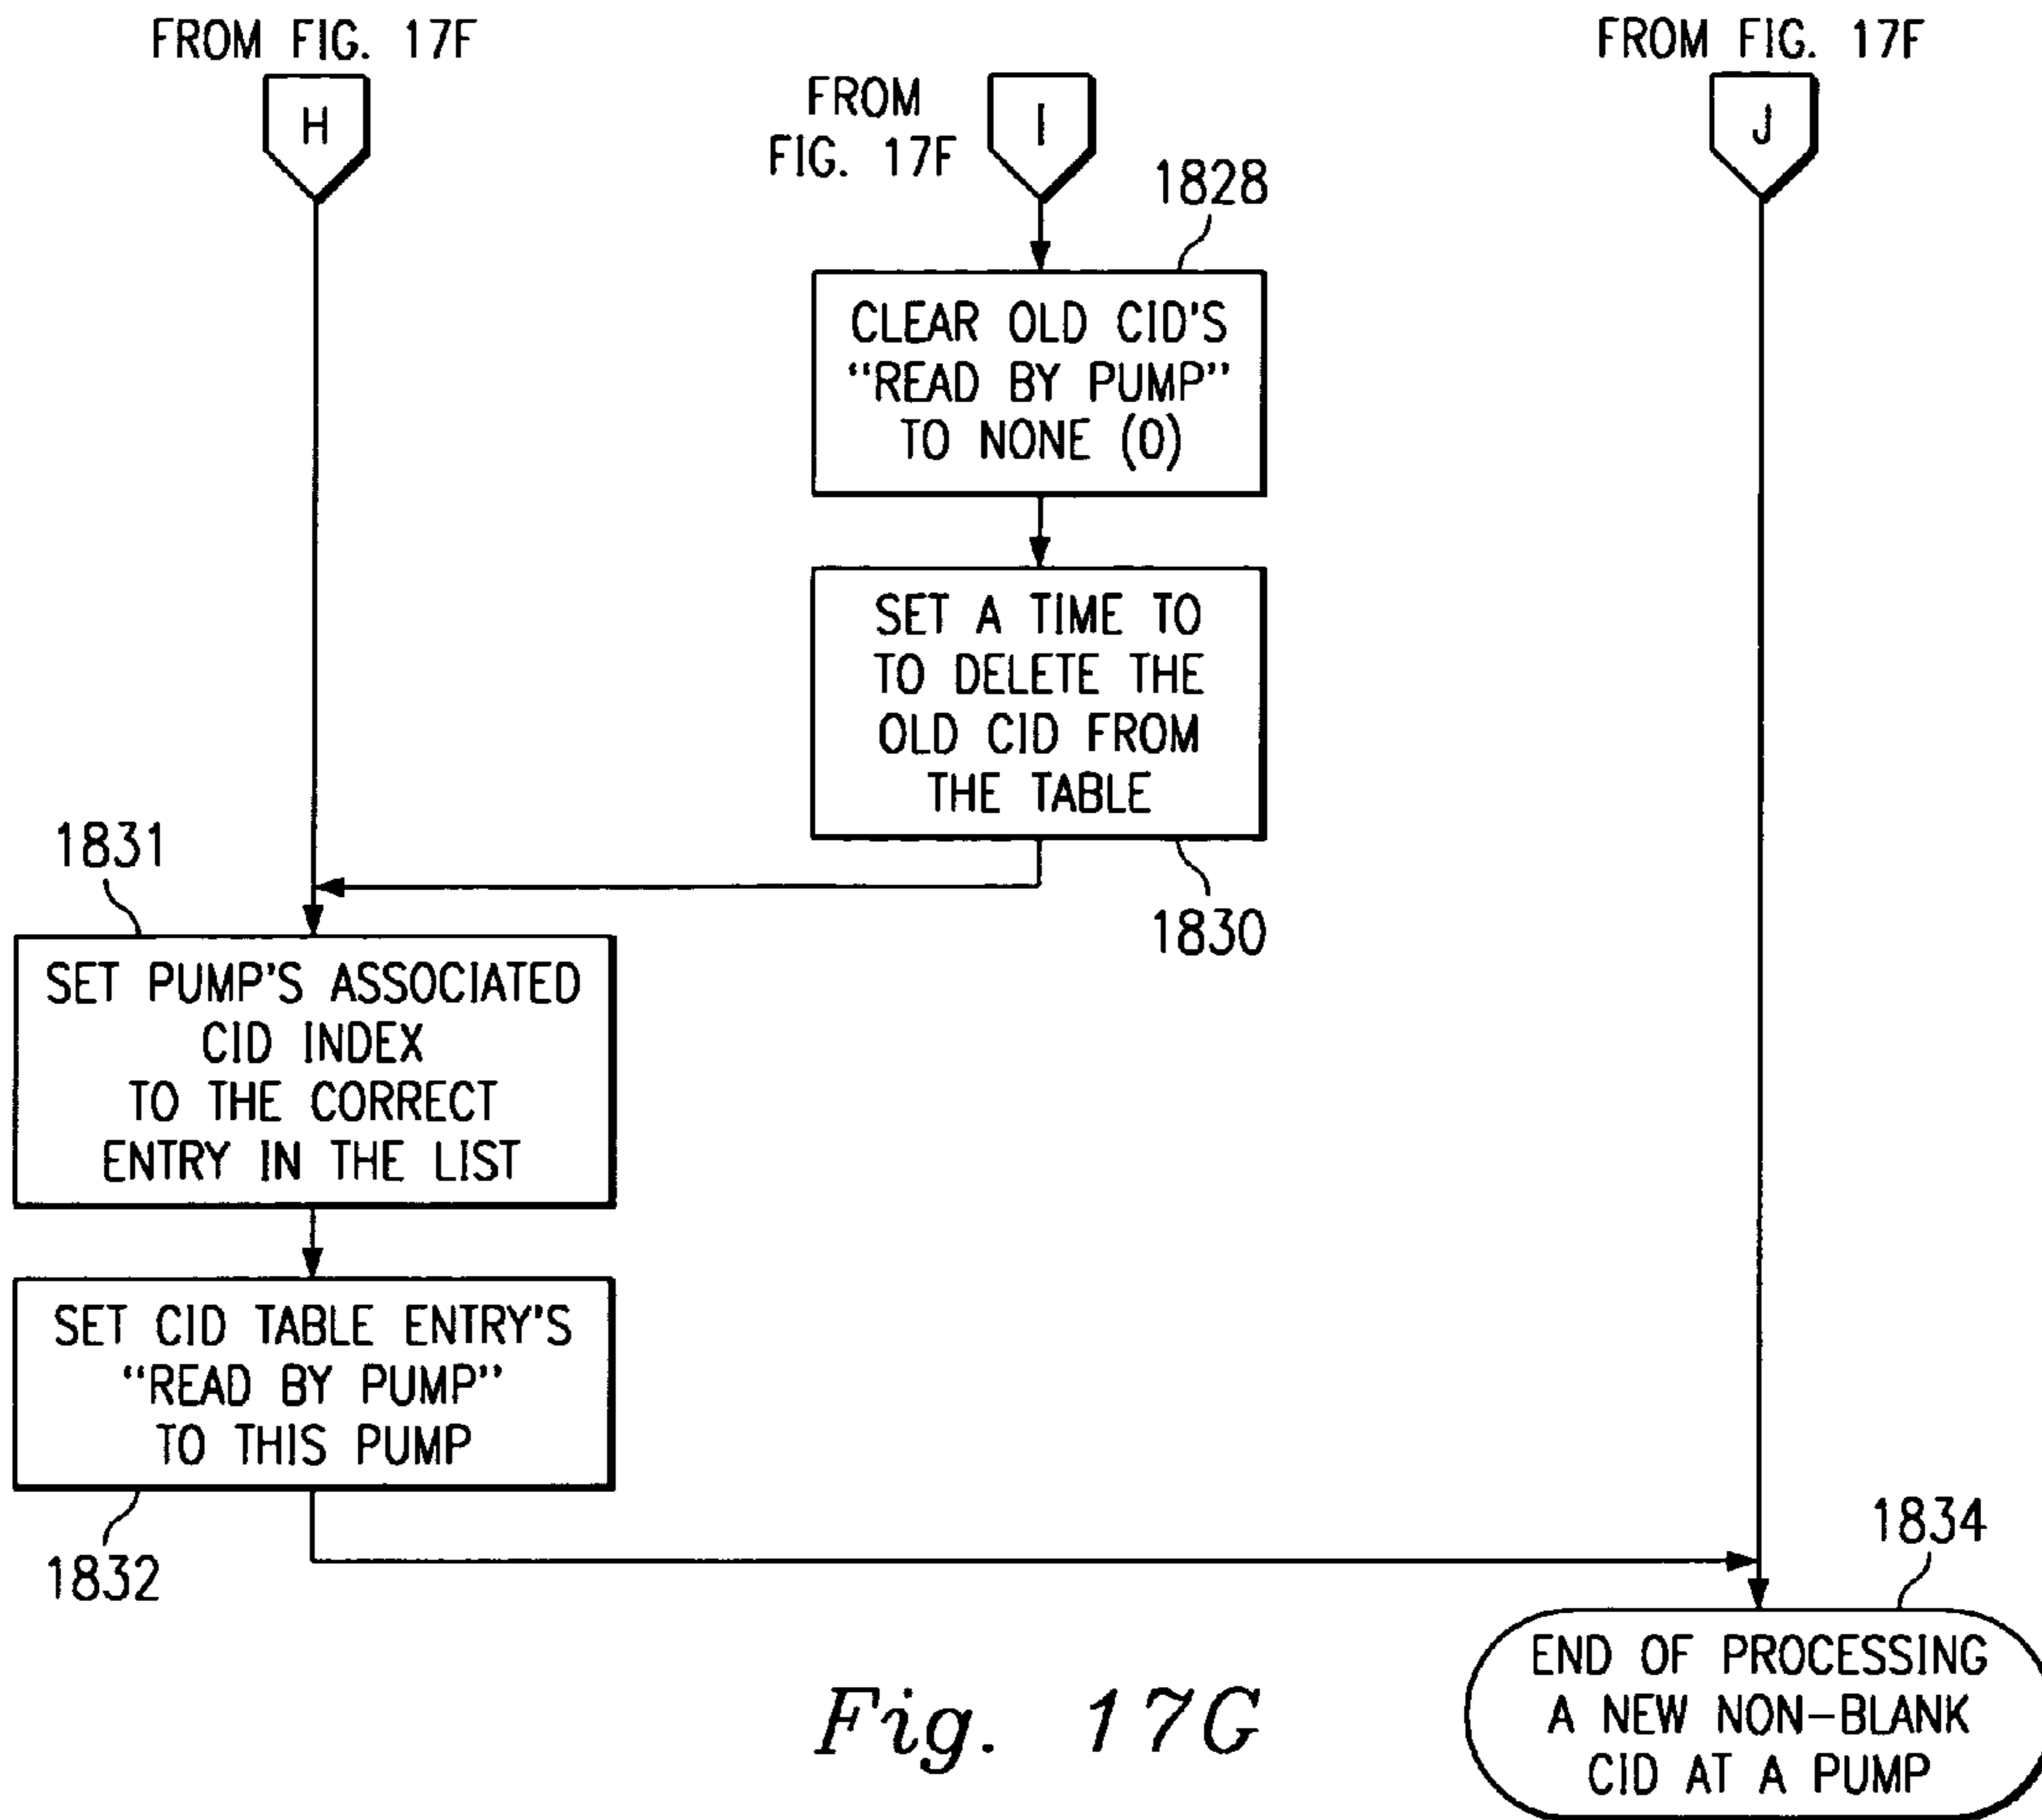 FROM FIG. 17F
H
FROM
FIG. 17F
I
FROM FIG. 17F
J
1828
CLEAR OLD CID'S
"READ BY PUMP"
TO NONE (0)
SET A TIME TO
TO DELETE THE
OLD CID FROM
THE TABLE
1830
1831
SET PUMP'S ASSOCIATED
CID INDEX
TO THE CORRECT
ENTRY IN THE LIST
SET CID TABLE ENTRY'S
"READ BY PUMP"
TO THIS PUMP
1832
1834
END OF PROCESSING
A NEW NON-BLANK
CID AT A PUMP
Fig. 17G